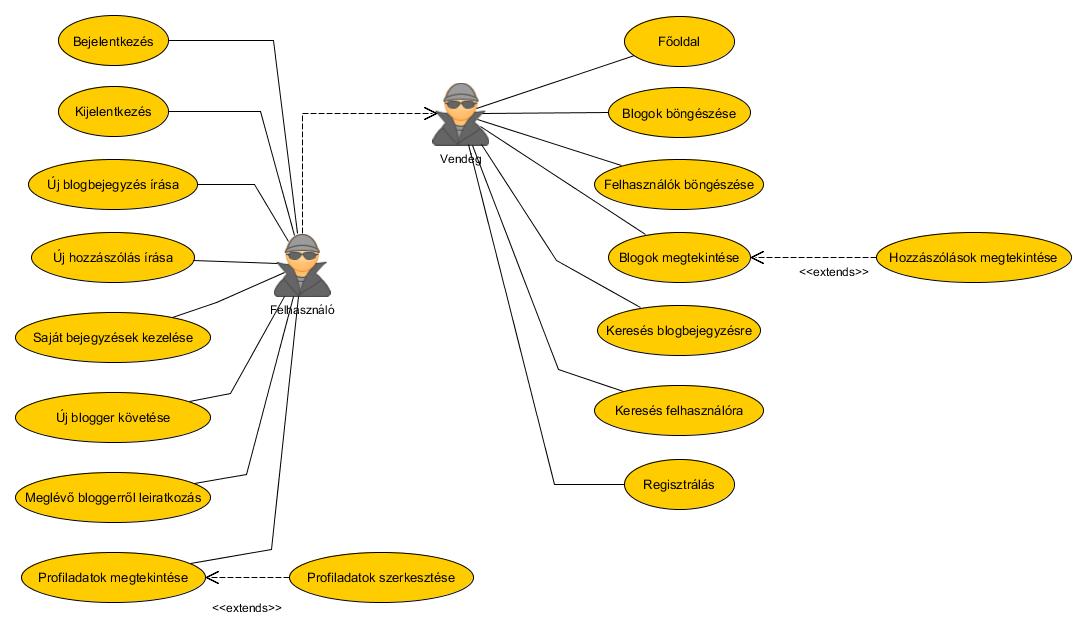 Bejelentkezés
Kijelentkezés
Új blogbejegyzés írása
Új hozzászólás írása
Saját bejegyzések kezelése
Új blogger követése
Meglévő bloggerről leiratkozás
Profiladatok megtekintése
Profiladatok szerkesztése
<<extends>>
Felhasználó
Vendég
Főoldal
Blogok böngészése
Felhasználók böngészése
Blogok megtekintése
Hozzászólások megtekintése
<<extends>>
Keresés blogbejegyzésre
Keresés felhasználóra
Regisztrálás